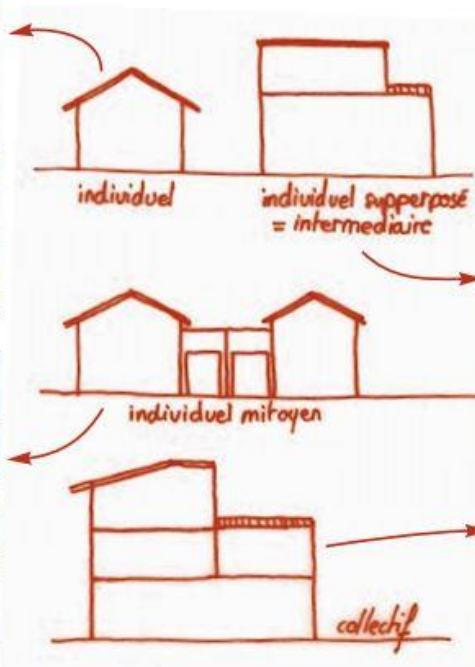 individuel
individuel supperposé
= intermediaire
individuel mitoyen
collectif